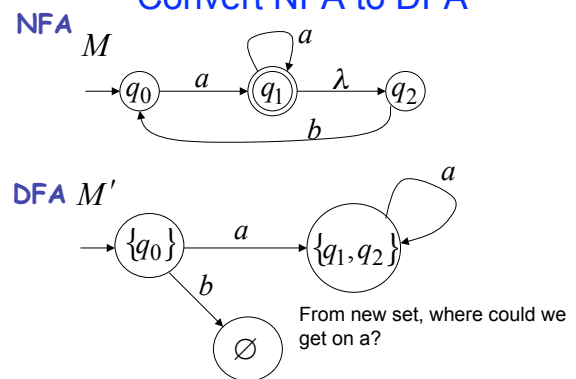 Convert NFA to DFA
NFA M
a
q0 a q1 λ q2
b
DFA M′
a
{q0} a {q1, q2}
b
From new set, where could we
get on a?
∅